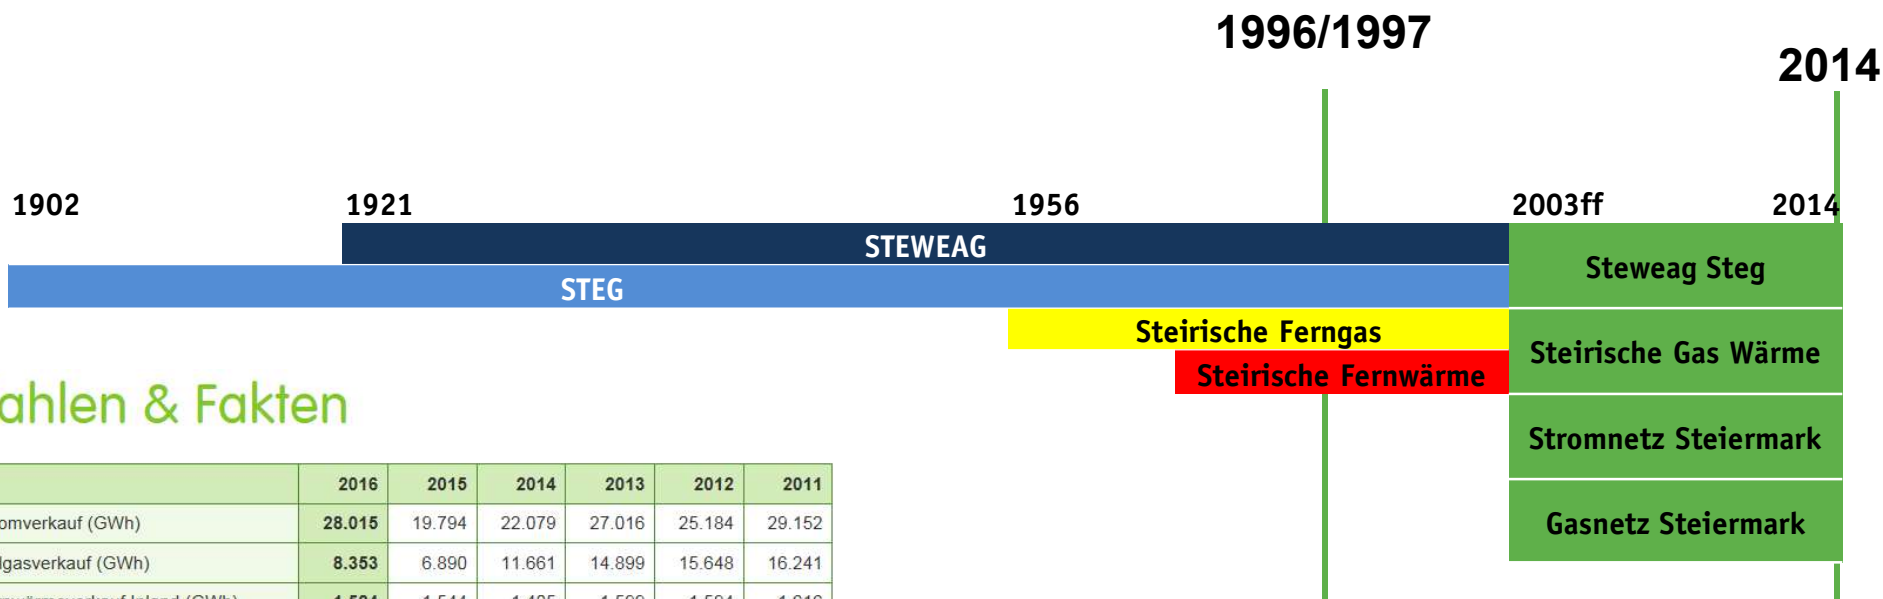 1996/1997
2014
1902 1921 1956 2003ff 2014
STEWEAG
STEG
Steweag Steg
Steirische Ferngas
Steirische Gas Wärme
Steirische Fernwärme
ahlen & Fakten
Stromnetz Steiermark
Gasnetz Steiermark
2016 2015 2014 2013 2012 2011
omverkauf (GWh) 28.015 19.794 22.079 27.016 25.184 29.152
lgasverkauf (GWh) 8.353 6.890 11.661 14.899 15.648 16.241